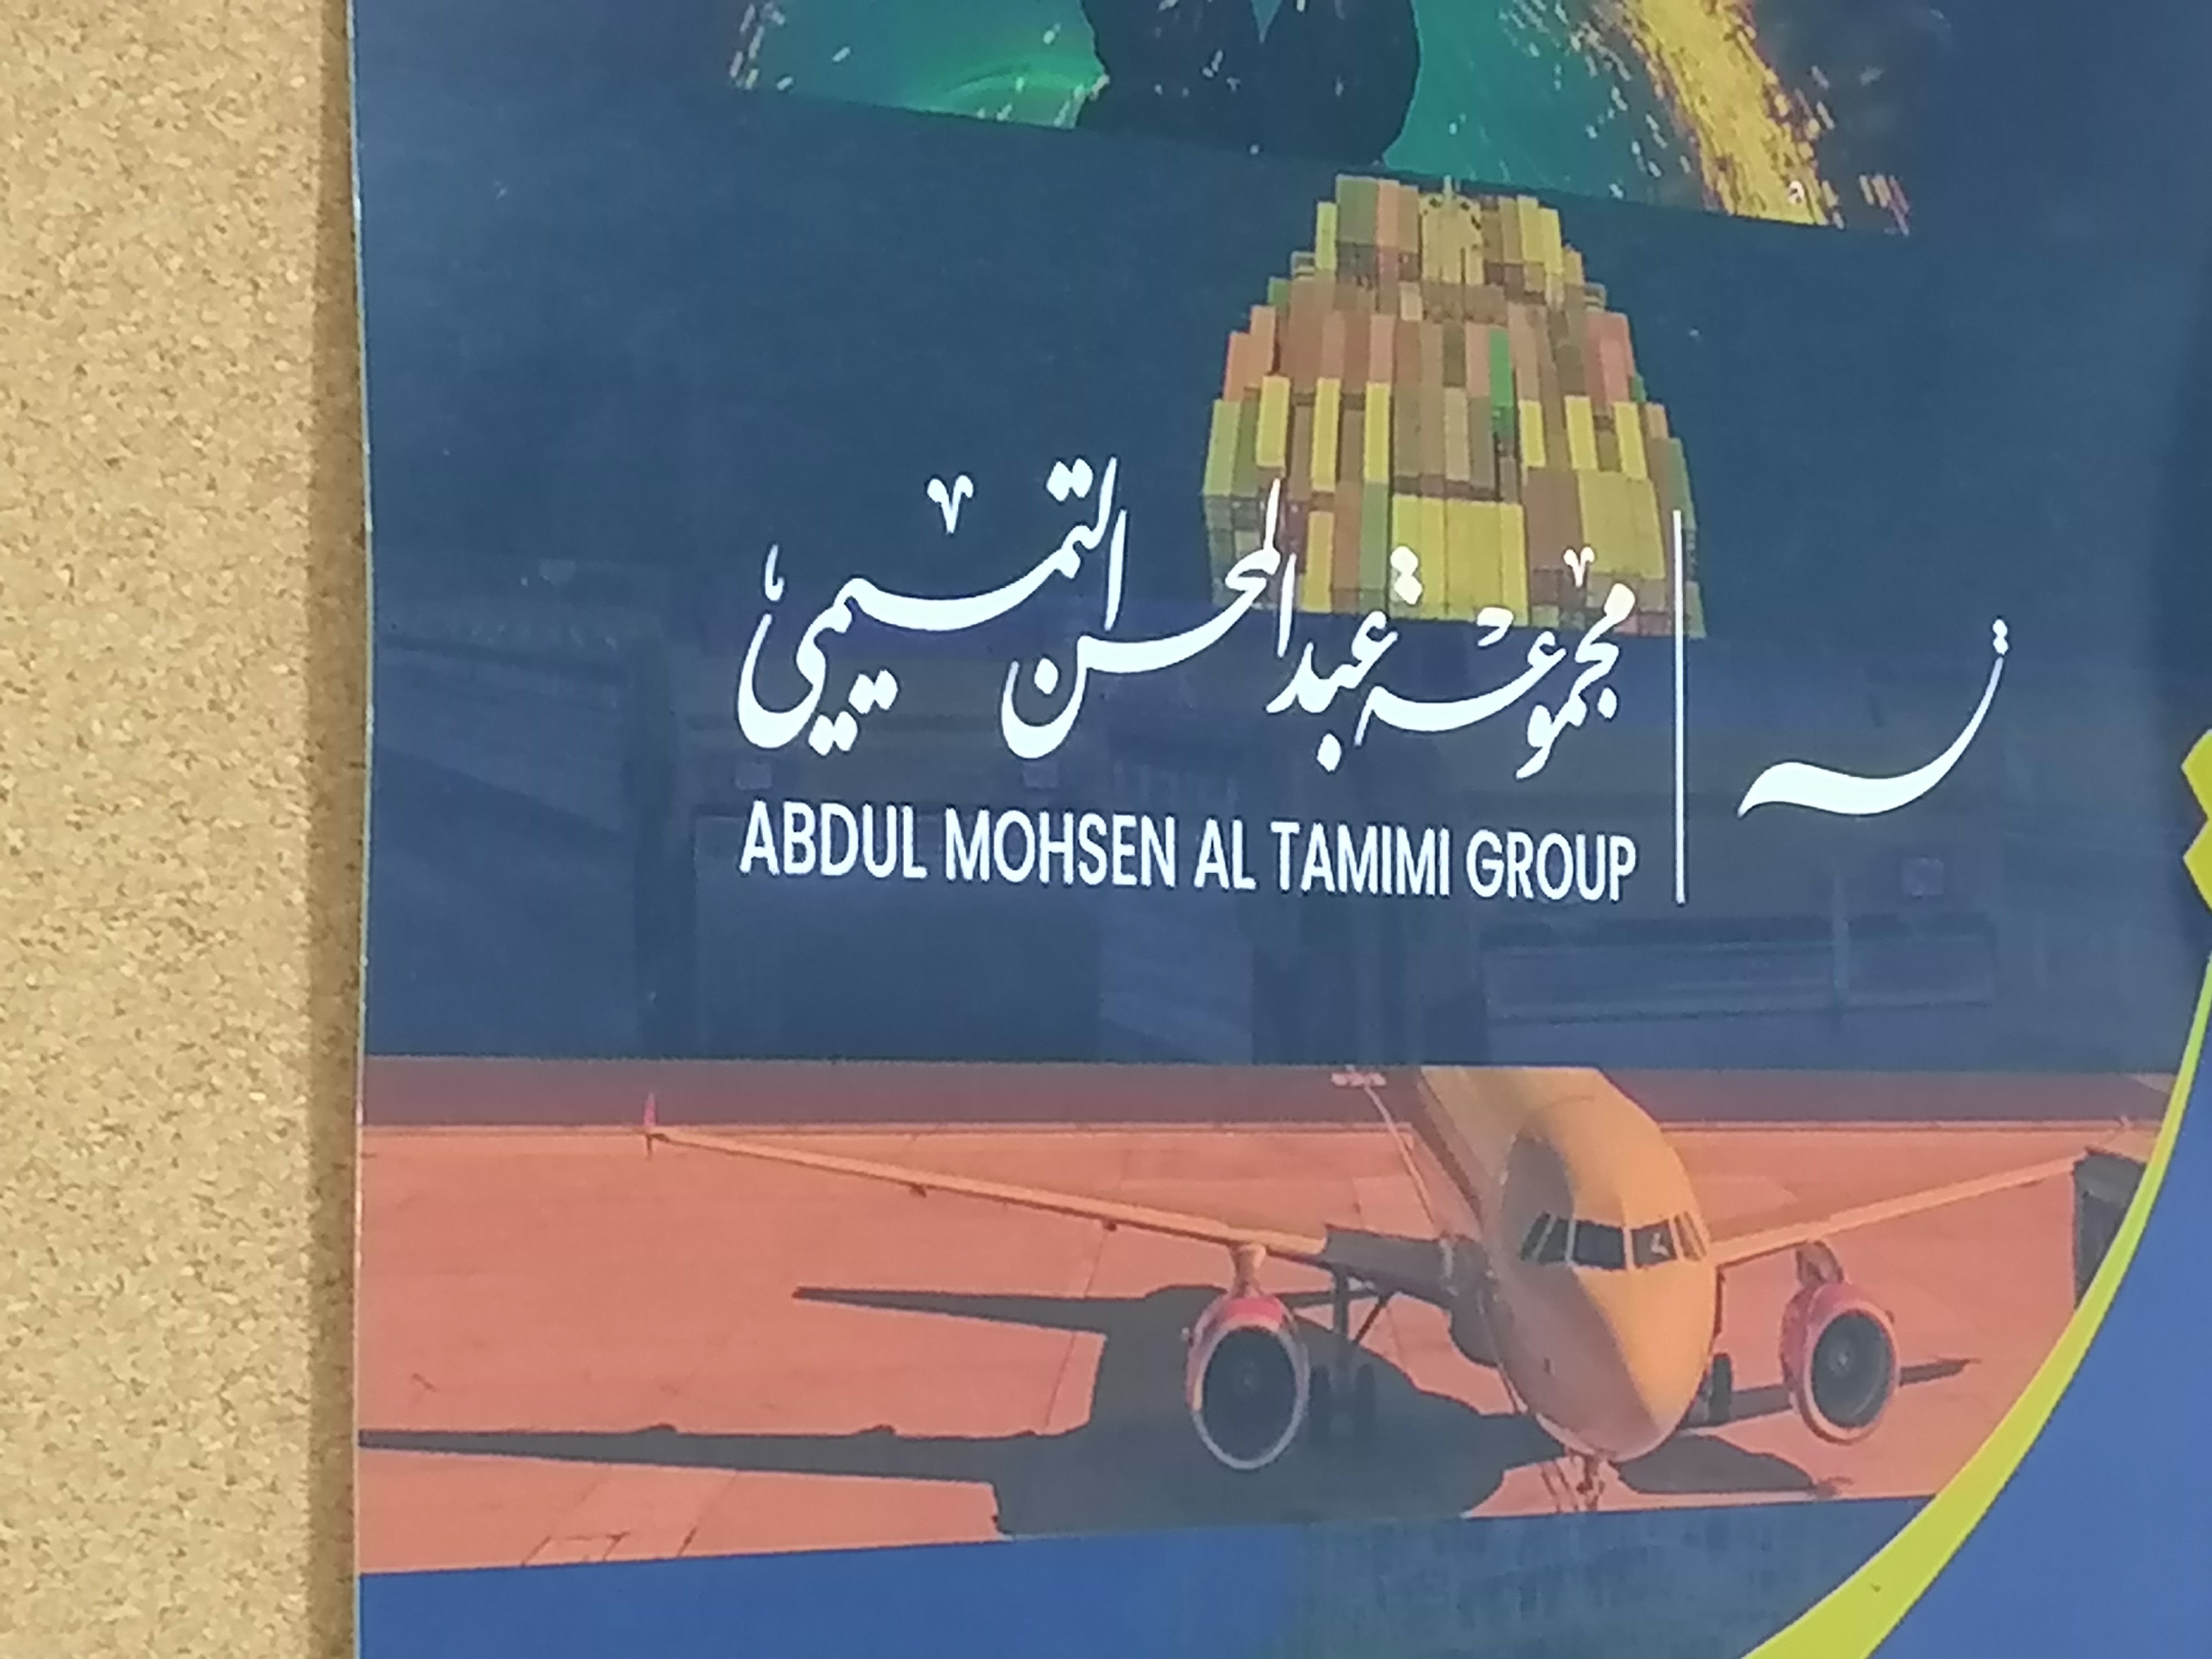 مجموعة عبدالمحسن التميمي
ABDUL MOHSEN AL TAMIMI GROUP